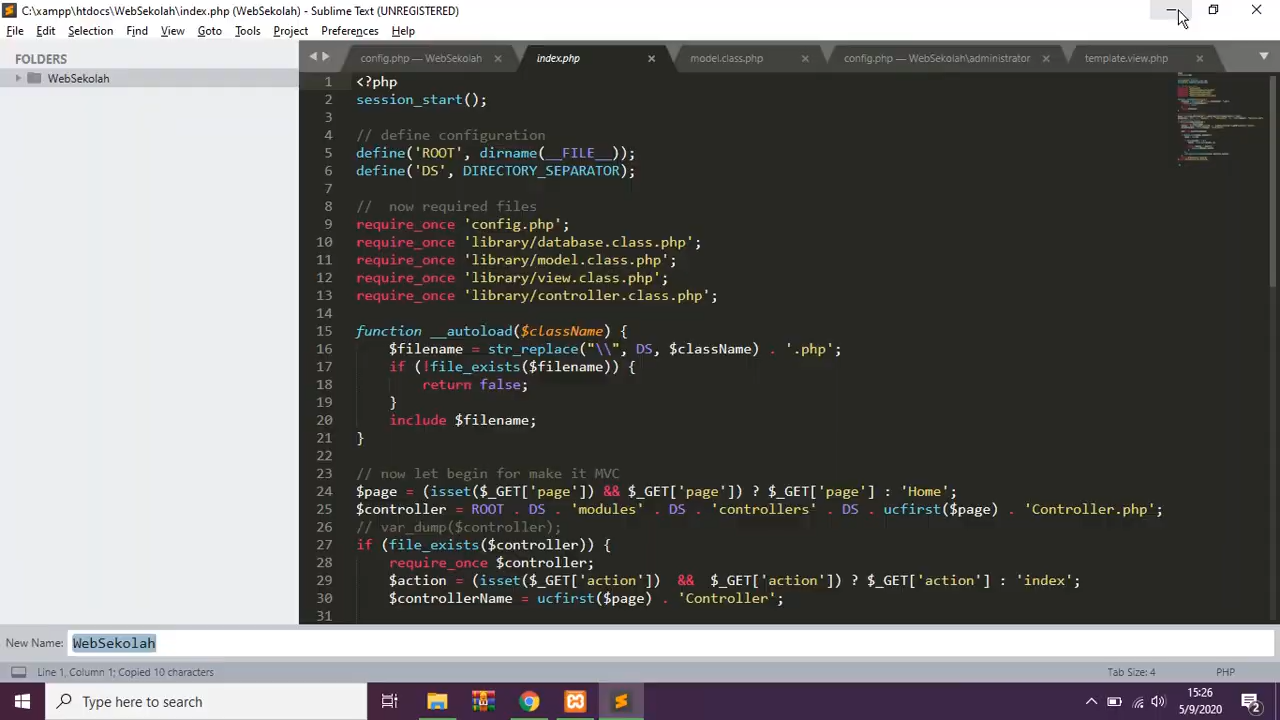 C:\xampp\htdocs\WebSekolah\index.php (WebSekolah) - Sublime Text (UNREGISTERED)
File Edit Selection Find View Goto Tools Project Preferences Help
FOLDERS
WebSekolah
config.php — WebSekolah
index.php
model.class.php
config.php — WebSekolah\administrator
template.view.php
1 <?php
2 session_start();
3
4 // define configuration
5 define('ROOT', dirname(__FILE__));
6 define('DS', DIRECTORY_SEPARATOR);
7
8 //  now required files
9 require_once 'config.php';
10 require_once 'library/database.class.php';
11 require_once 'library/model.class.php';
12 require_once 'library/view.class.php';
13 require_once 'library/controller.class.php';
14
15 function __autoload($className) {
16     $filename = str_replace("\\", DS, $className) . '.php';
17     if (!file_exists($filename)) {
18         return false;
19     }
20     include $filename;
21 }
22
23 // now let begin for make it MVC
24 $page = (isset($_GET['page']) && $_GET['page']) ? $_GET['page'] : 'Home';
25 $controller = ROOT . DS . 'modules' . DS . 'controllers' . DS . ucfirst($page) . 'Controller.php';
26 // var_dump($controller);
27 if (file_exists($controller)) {
28     require_once $controller;
29     $action = (isset($_GET['action'])  &&  $_GET['action']) ? $_GET['action'] : 'index';
30     $controllerName = ucfirst($page) . 'Controller';
31
New Name: WebSekolah
Line 1, Column 1; Copied 10 characters
Tab Size: 4
PHP
Type here to search
15:26
5/9/2020
2